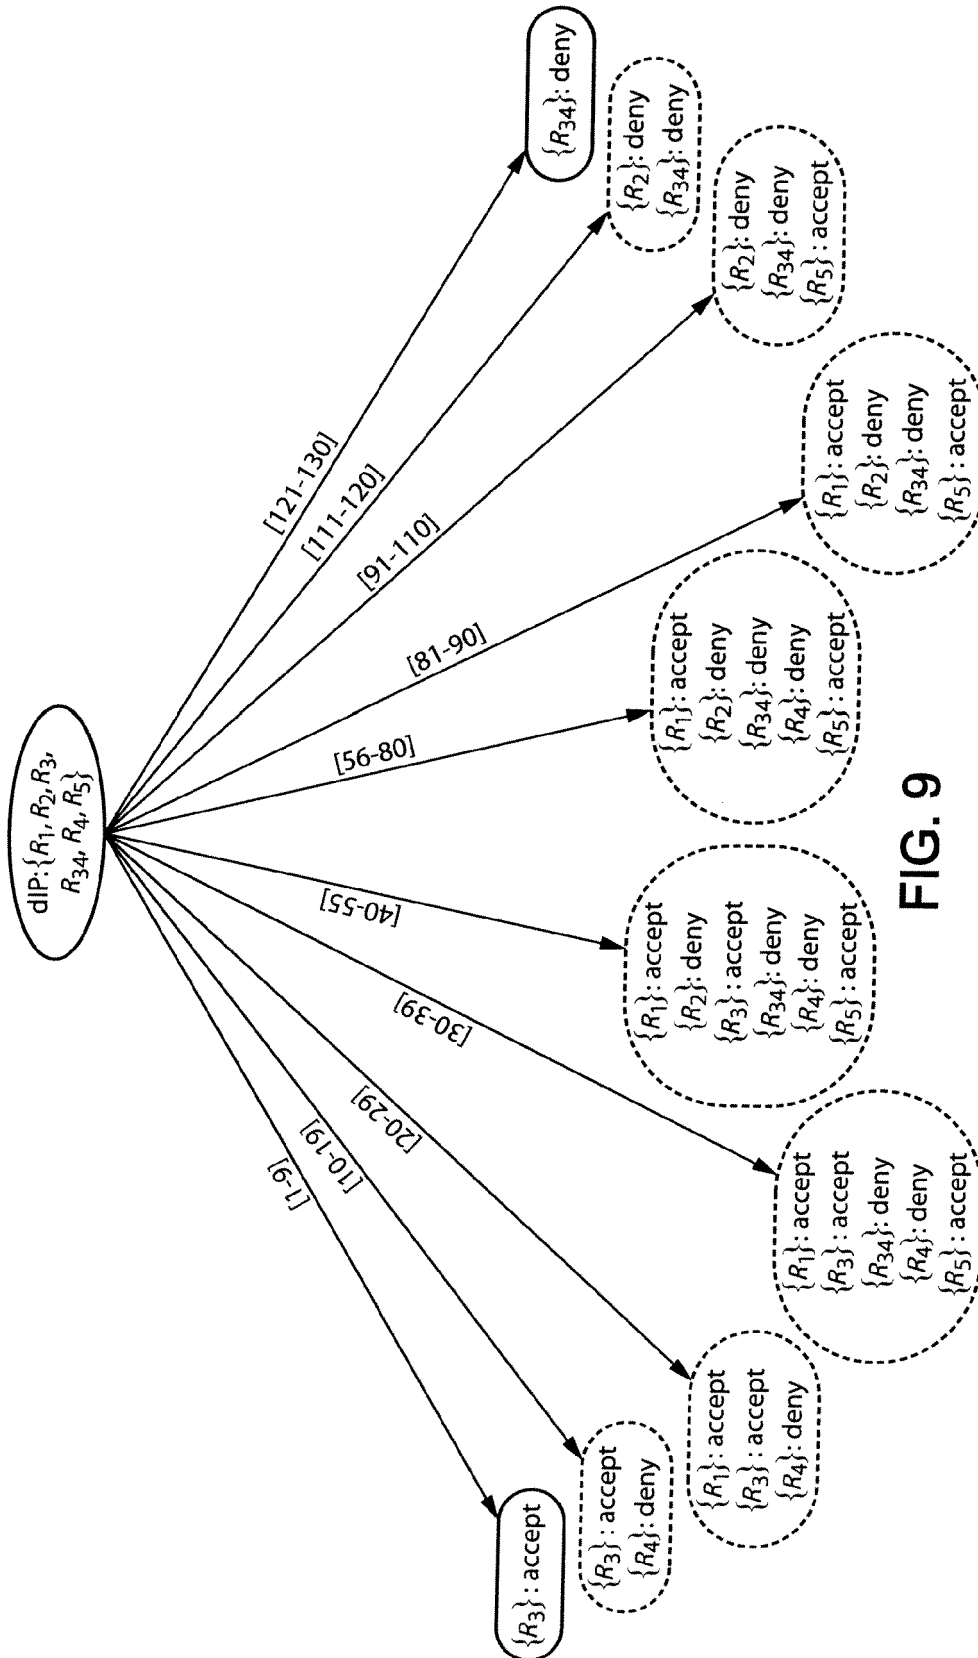 dIP:{R1, R2, R3,
R34, R4, R5}
[1-9]
[10-19]
[20-29]
[30-39]
[40-55]
[56-80]
[81-90]
[91-110]
[111-120]
[121-130]
{R3} : accept
{R3} : accept
{R4}: deny
{R1}: accept
{R3} : accept
{R4}: deny
{R1}: accept
{R3} : accept
{R34}: deny
{R4}: deny
{R5} : accept
{R1}: accept
{R2}: deny
{R3} : accept
{R34}: deny
{R4}: deny
{R5} : accept
{R1}: accept
{R2}: deny
{R34}: deny
{R4}: deny
{R5} : accept
{R1}: accept
{R2}: deny
{R34}: deny
{R5} : accept
{R2}: deny
{R34}: deny
{R5} : accept
{R2}: deny
{R34}: deny
{R34}: deny
FIG. 9